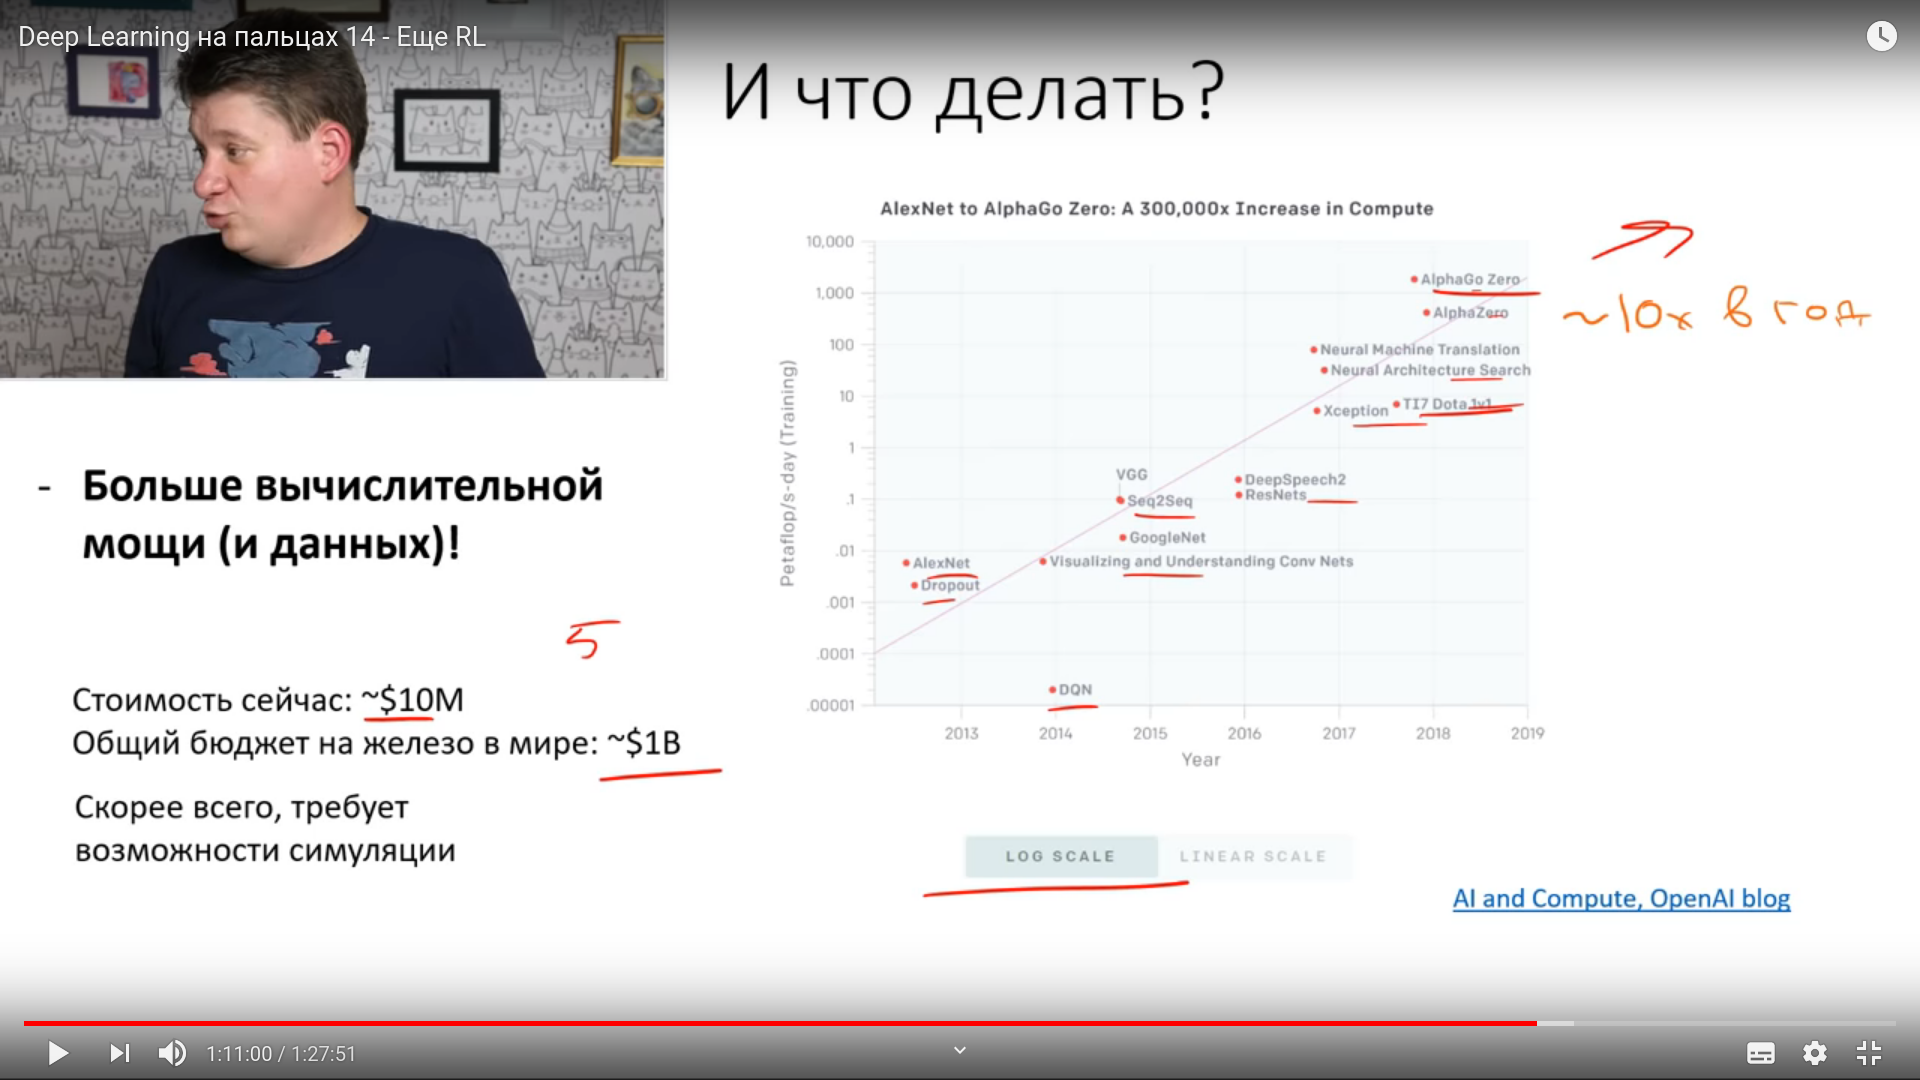 Deep Learning на пальцах 14 - Еще RL
И что делать?
AlexNet to AlphaGo Zero: A 300,000x Increase in Compute
10,000
1,000
100
10
1
.1
.01
.001
.0001
.00001
Petaflop/s-day (Training)
AlphaGo Zero
AlphaZero
Neural Machine Translation
Neural Architecture Search
TI7 Dota 1v1
Xception
VGG
Seq2Seq
DeepSpeech2
ResNets
GoogleNet
AlexNet
Visualizing and Understanding Conv Nets
Dropout
DQN
2013 2014 2015 2016 2017 2018 2019
Year
~10x в год
- Больше вычислительной
мощи (и данных)!
5
Стоимость сейчас: ~$10M
Общий бюджет на железо в мире: ~$1B
Скорее всего, требует
возможности симуляции
LOG SCALE LINEAR SCALE
AI and Compute, OpenAI blog
1:11:00 / 1:27:51